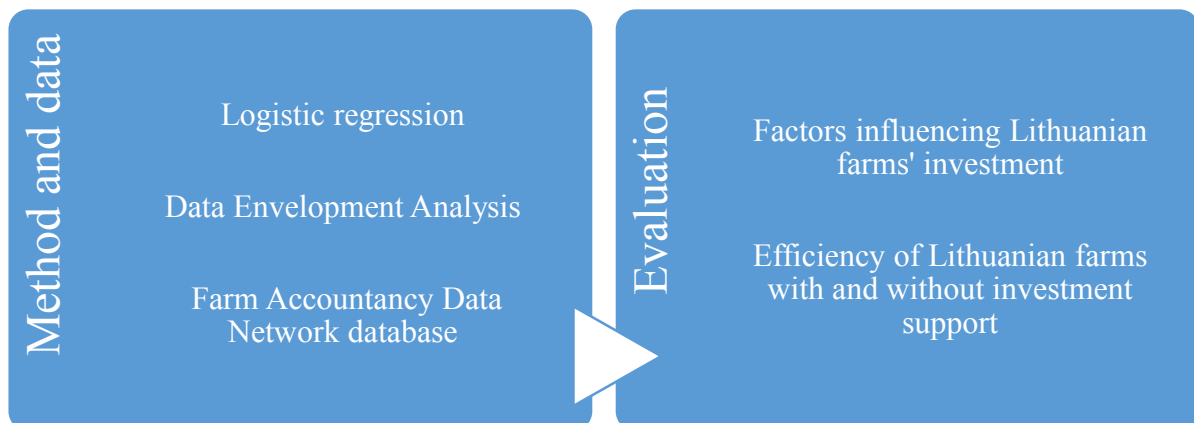 Method and data
Logistic regression
Data Envelopment Analysis
Farm Accountancy Data
Network database
Evaluation
Factors influencing Lithuanian
farms' investment
Efficiency of Lithuanian farms
with and without investment
support